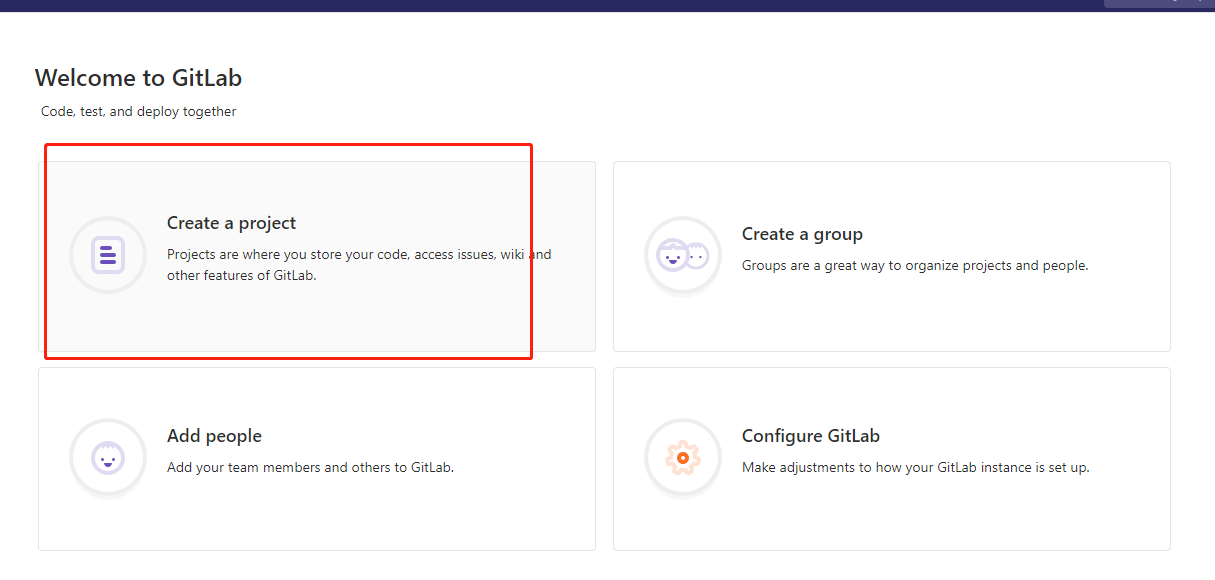 Welcome to GitLab
Code, test, and deploy together
Create a project
Projects are where you store your code, access issues, wiki and
other features of GitLab.
Create a group
Groups are a great way to organize projects and people.
Add people
Add your team members and others to GitLab.
Configure GitLab
Make adjustments to how your GitLab instance is set up.